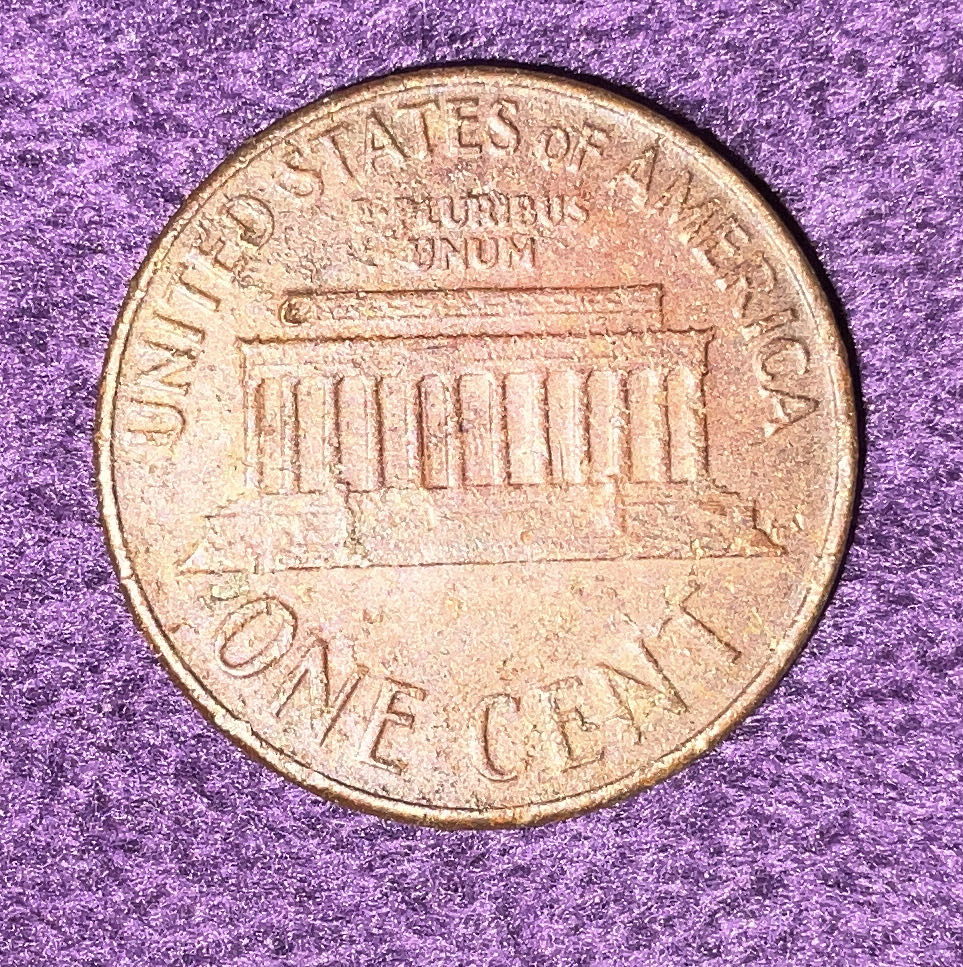 UNITED STATES OF AMERICA
E PLURIBUS
UNUM
ONE CENT